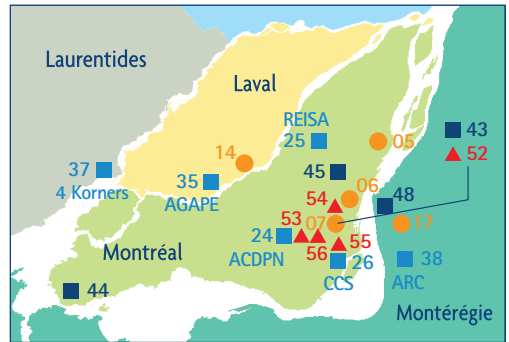 Laurentides
Laval
REISA
25
05
43
14
52
37
4 Korners
35
AGAPE
45
06
54
48
53
07
17
24
ACDPN
55
56
26
CCS
38
ARC
Montréal
44
Montérégie